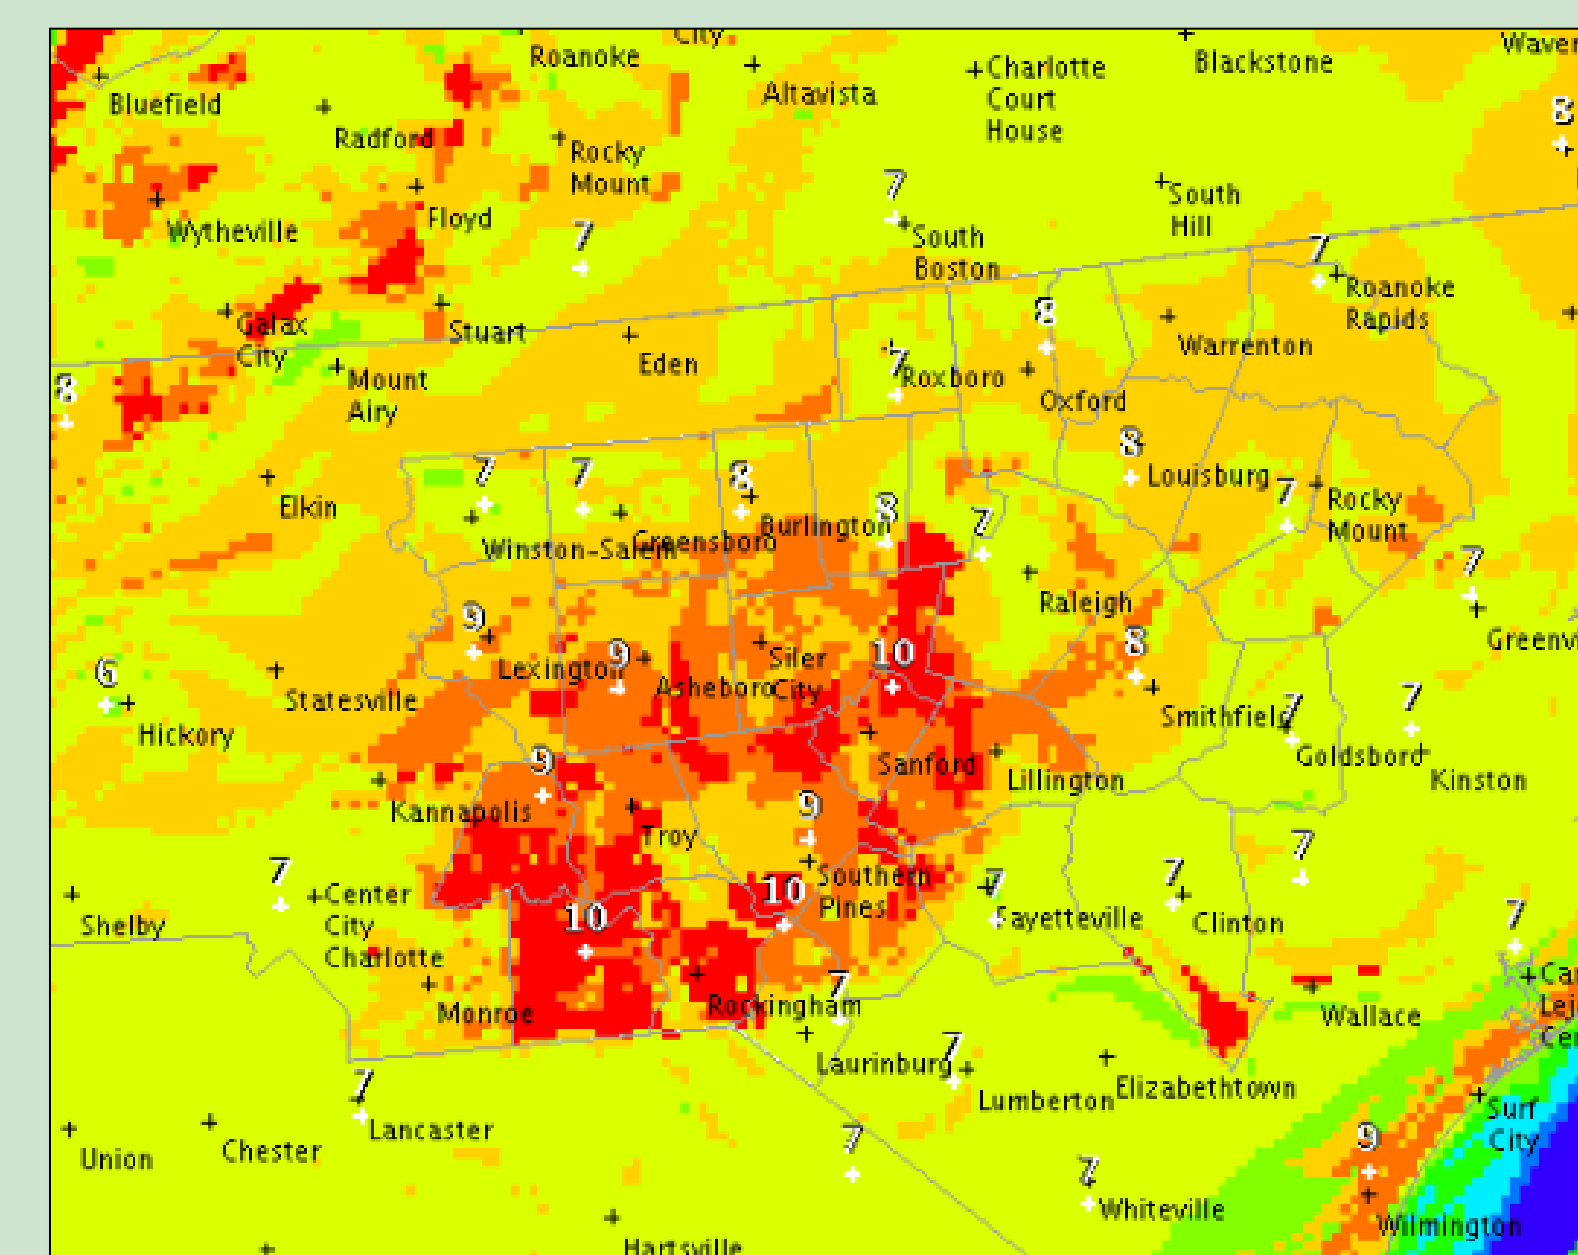 City
Roanoke
Waver
Blackstone
Charlotte
Court
House
Altavista
Bluefield
8
Radford
Rocky
Mount
7
South
Hill
Floyd
Wytheville
7
South
Boston
7
Roanoke
Rapids
8
Galax
City
Stuart
Warrenton
Eden
7
Roxboro
8
Mount
Airy
Oxford
8
7
7
8
Louisburg
7
Rocky
Mount
Elkin
8
7
Burlington
Greensboro
Winston-Salem
7
Raleigh
9
8
Greenv
9
10
Siler
City
Lexington
Asheboro
6
Statesville
7
7
Smithfield
Hickory
9
Sanford
Goldsboro
Lillington
Kinston
9
Kannapolis
Troy
7
7
7
7
Center
City
Charlotte
10
Southern
Pines
10
Fayetteville
Clinton
7
Shelby
7
Car
Lej
Cer
Monroe
Rockingham
Wallace
7
Laurinburg
7
Elizabethtown
Lumberton
Surf
City
Lancaster
7
9
Chester
Union
7
Whiteville
Wilmington
Hartsville